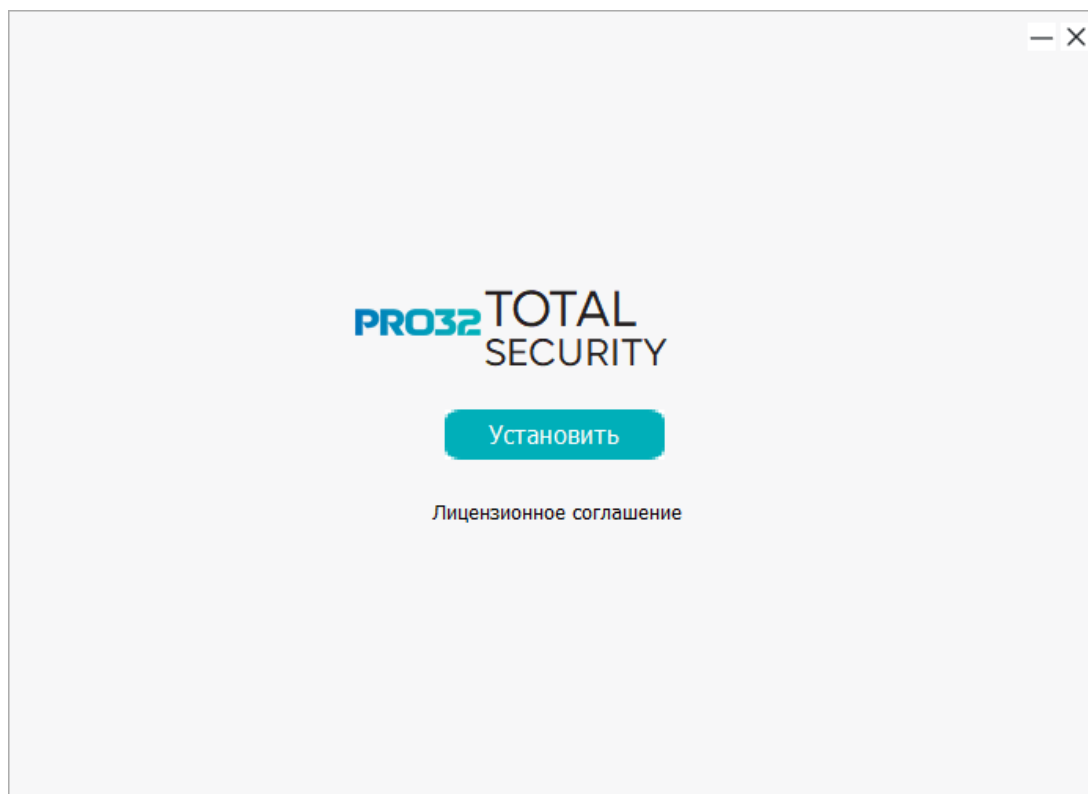 PRO32 TOTAL
SECURITY
Установить
Лицензионное соглашение